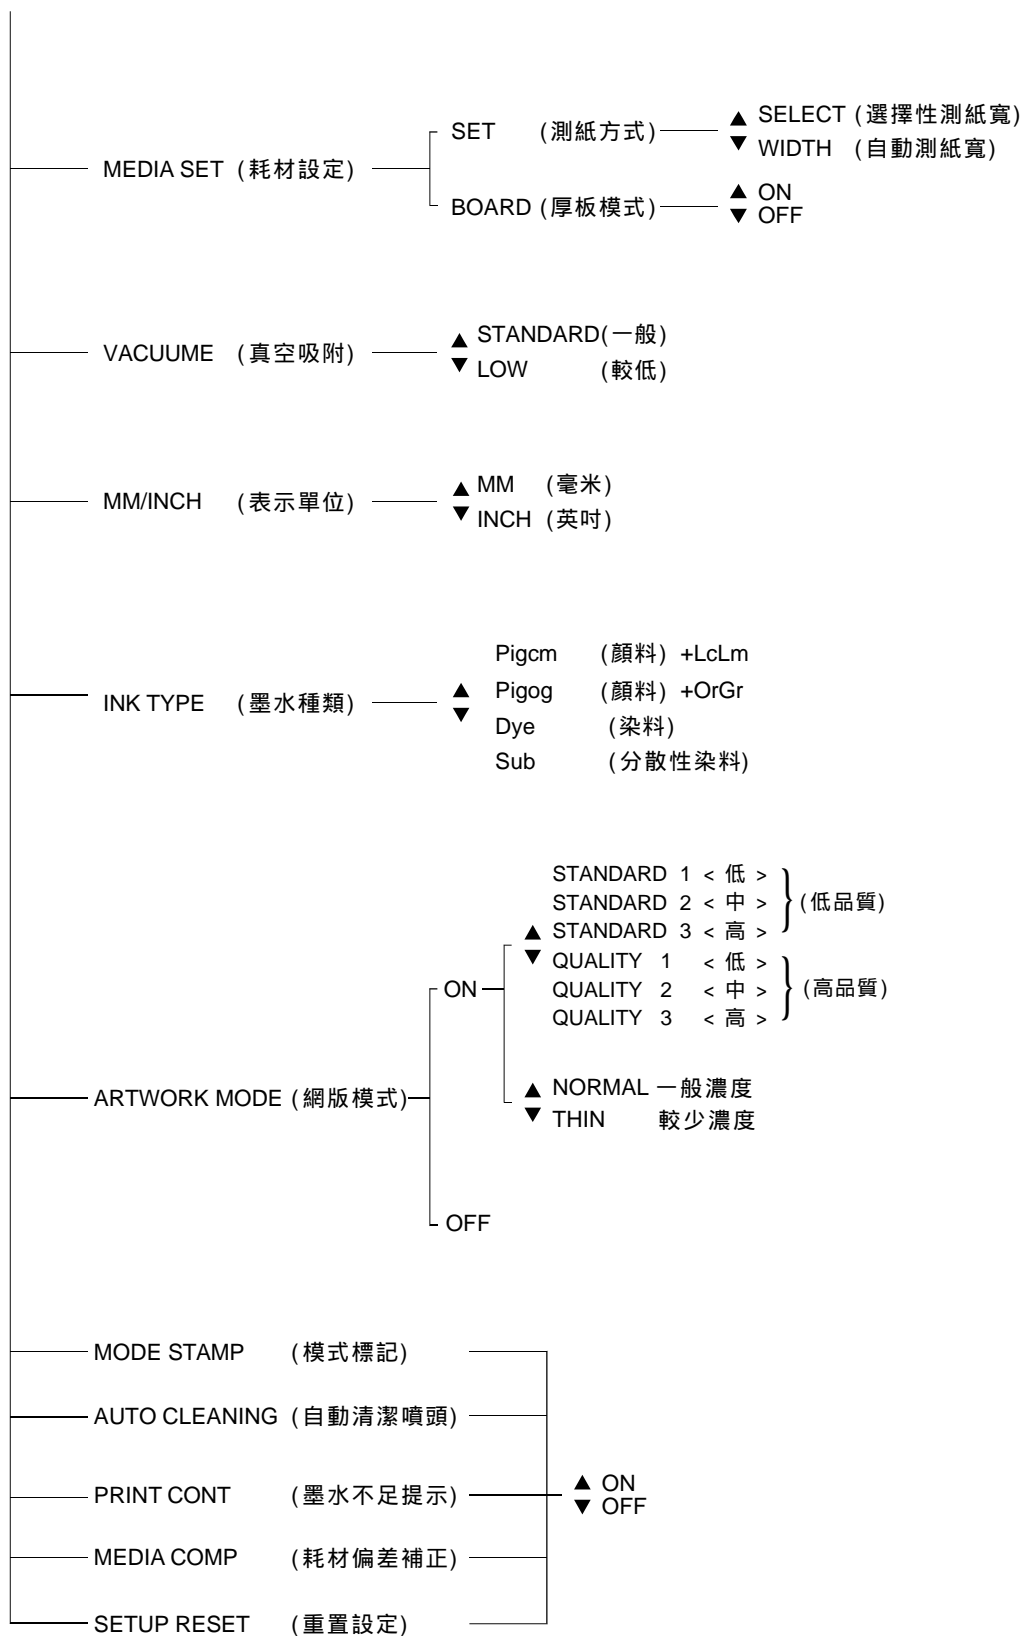 SET (測紙方式) ▲ SELECT (選擇性測紙寬)
▼ WIDTH (自動測紙寬)
MEDIA SET (耗材設定)
BOARD (厚板模式) ▲ ON
▼ OFF
VACUUME (真空吸附) ▲ STANDARD(一般)
▼ LOW (較低)
MM/INCH (表示單位) ▲ MM (毫米)
▼ INCH (英吋)
Pigcm (顏料) +LcLm
INK TYPE (墨水種類) ▲ Pigog (顏料) +OrGr
▼ Dye (染料)
Sub (分散性染料)
STANDARD 1 < 低 >
STANDARD 2 < 中 > (低品質)
▲ STANDARD 3 < 高 >
▼ QUALITY 1 < 低 >
ON QUALITY 2 < 中 > (高品質)
QUALITY 3 < 高 >
ARTWORK MODE (網版模式) ▲ NORMAL 一般濃度
▼ THIN 較少濃度
OFF
MODE STAMP (模式標記)
AUTO CLEANING (自動清潔噴頭)
PRINT CONT (墨水不足提示) ▲ ON
▼ OFF
MEDIA COMP (耗材偏差補正)
SETUP RESET (重置設定)